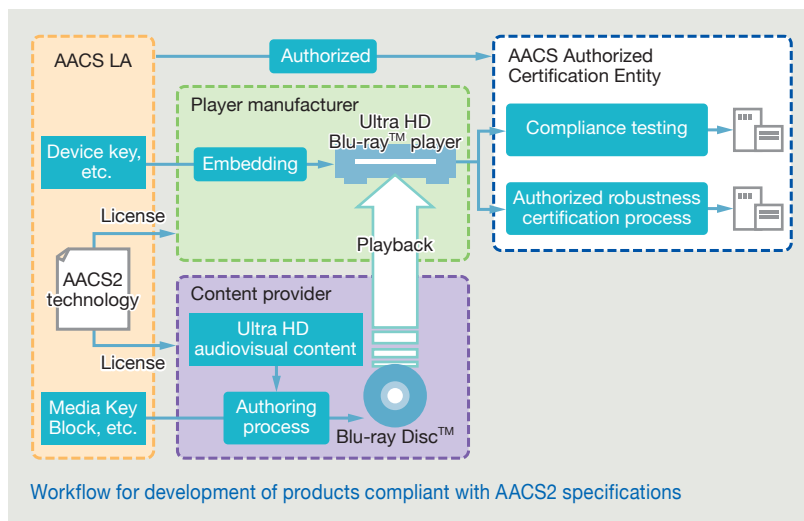 AACS LA
Authorized
AACS Authorized
Certification Entity
Player manufacturer
Ultra HD
Blu-ray™ player
Device key,
etc.
Embedding
Compliance testing
License
Authorized robustness
certification process
Playback
AACS2
technology
Content provider
Ultra HD
audiovisual content
License
Media Key
Block, etc.
Authoring
process
Blu-ray Disc™
Workflow for development of products compliant with AACS2 specifications